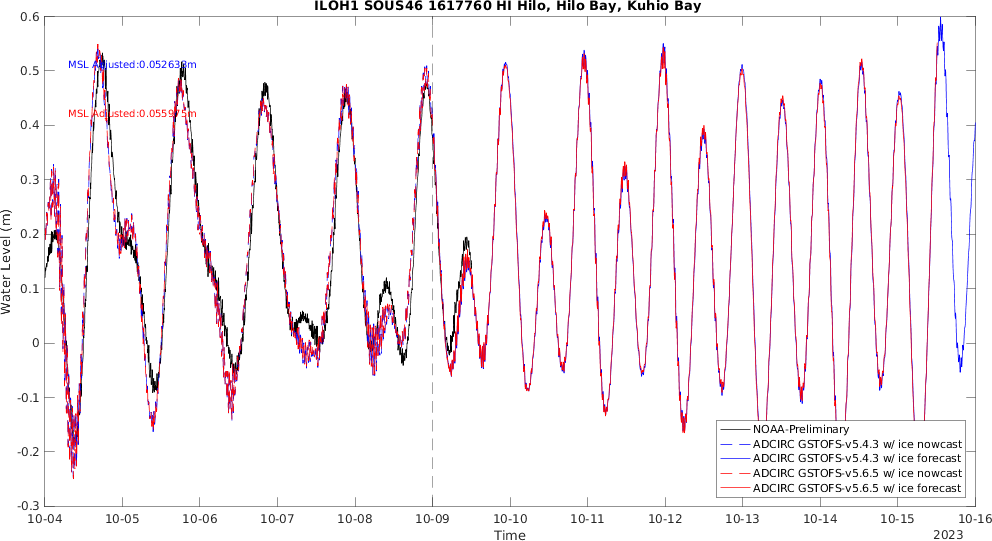 ILOH1 SOUS46 1617760 HI Hilo, Hilo Bay, Kuhio Bay
0.6
0.5
0.4
0.3
0.2
0.1
0
-0.1
-0.2
-0.3
Water Level (m)
MSL Adjusted:0.052638m
MSL Adjusted:0.055975m
NOAA-Preliminary
ADCIRC GSTOFS-v5.4.3 w/ ice nowcast
ADCIRC GSTOFS-v5.4.3 w/ ice forecast
ADCIRC GSTOFS-v5.6.5 w/ ice nowcast
ADCIRC GSTOFS-v5.6.5 w/ ice forecast
10-04 10-05 10-06 10-07 10-08 10-09 10-10 10-11 10-12 10-13 10-14 10-15 10-16
Time
2023